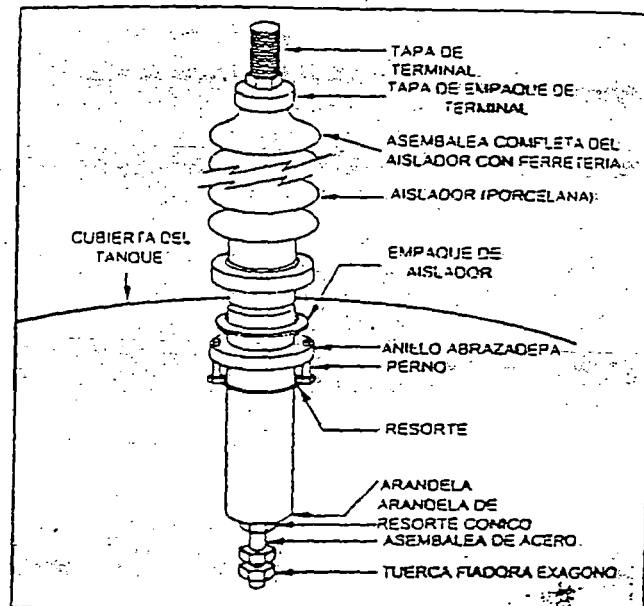 TAPA DE
TERMINAL
TAPA DE EMPAQUE DE
TERMINAL
ASEMBALEA COMPLETA DEL
AISLADOR CON FERRETERIA
AISLADOR (PORCELANA)
CUBIERTA DEL
TANQUE
EMPAQUE DE
AISLADOR
ANILLO ABRAZADEPA
PERNO
RESORTE
ARANDELA
ARANDELA DE
RESORTE CONICO
ASEMBALEA DE ACERO
TUERCA FIADORA EXAGONO